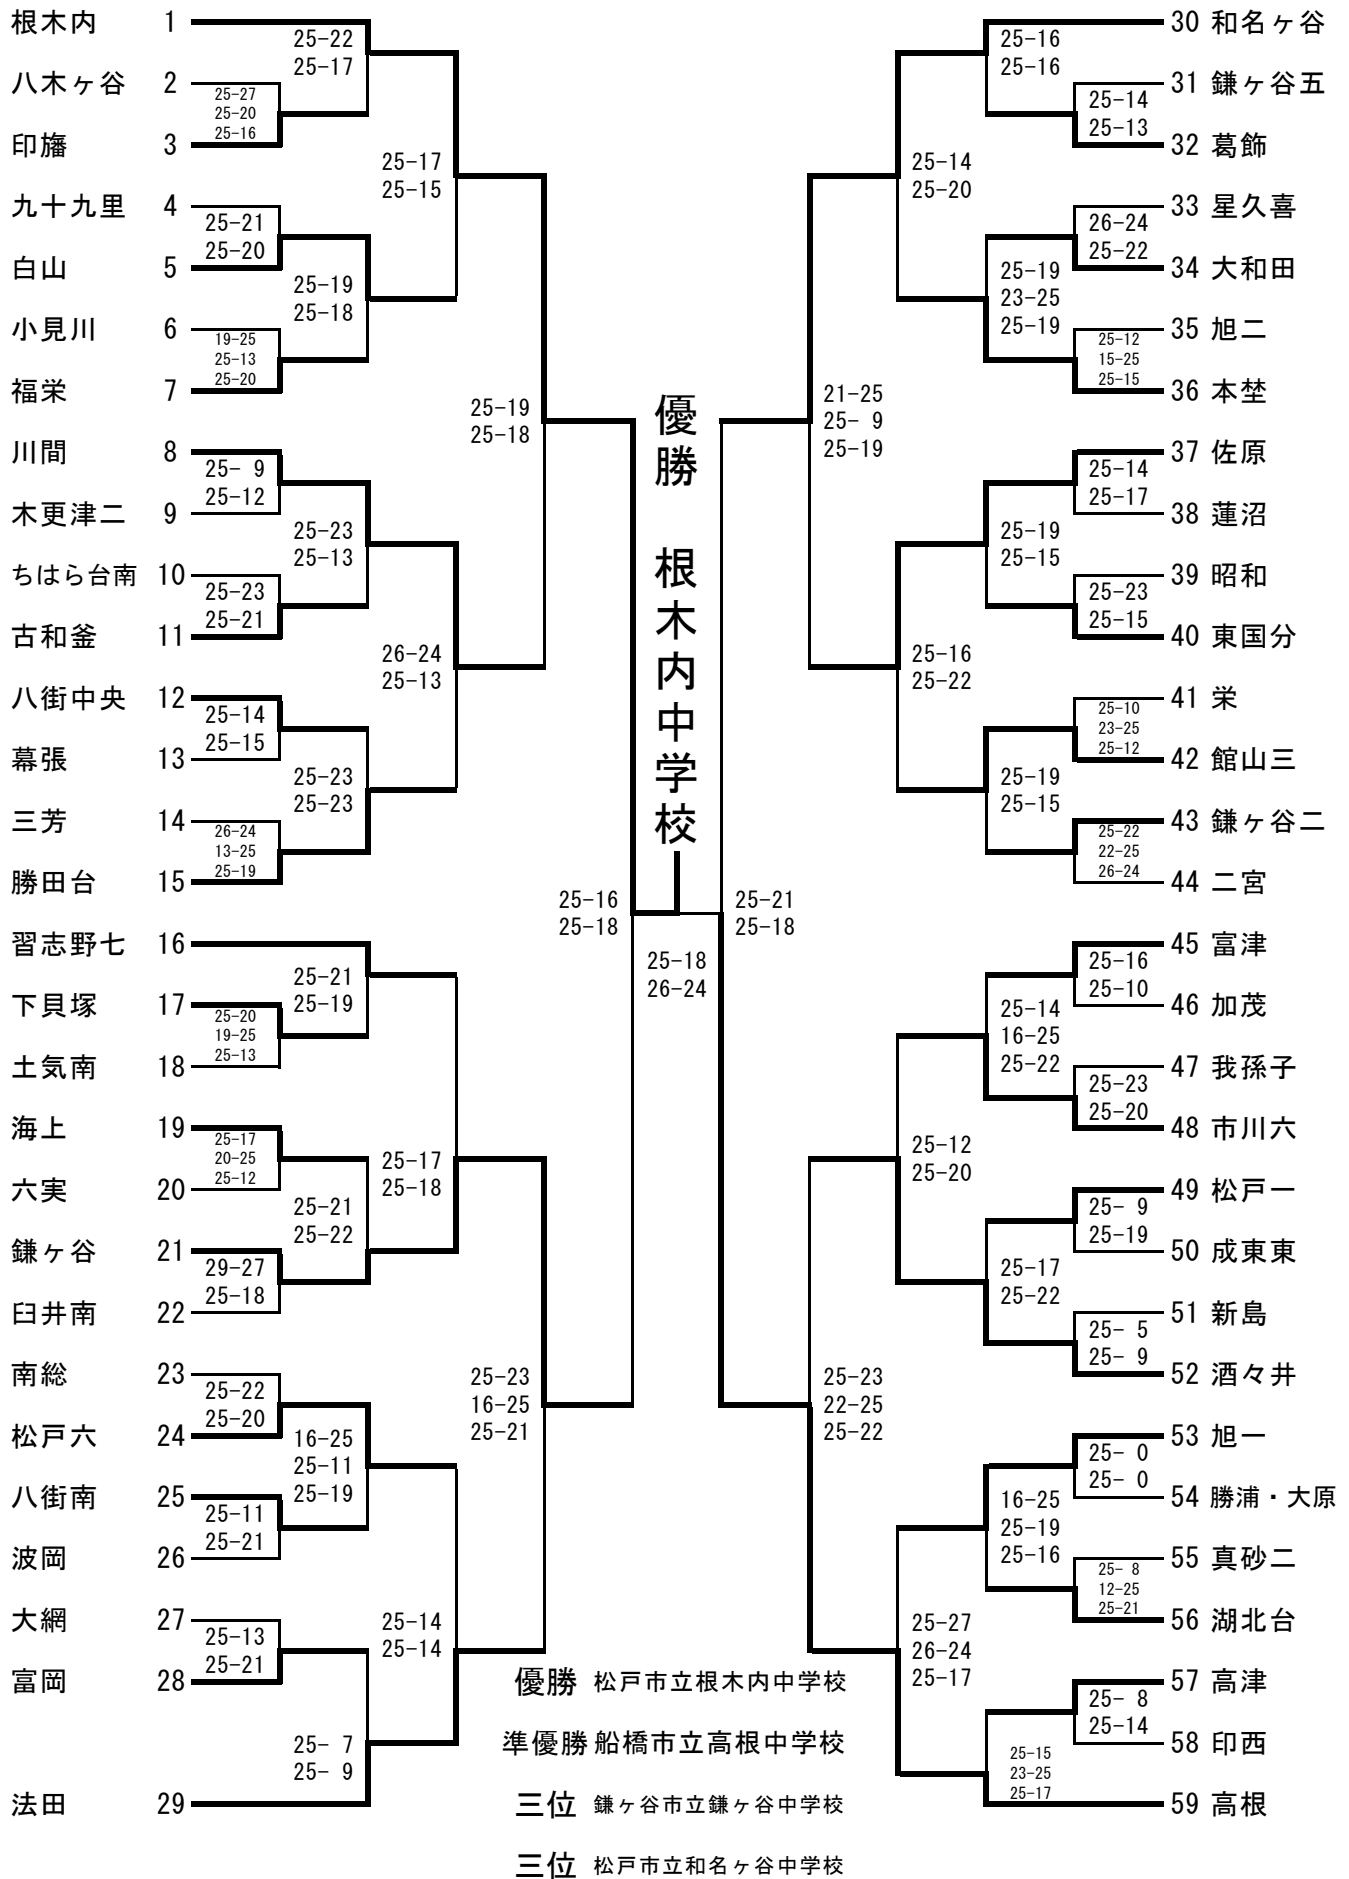 根木内 1
八木ヶ谷 2
印旛 3
九十九里 4
白山 5
小見川 6
福栄 7
川間 8
木更津二 9
ちはら台南 10
古和釜 11
八街中央 12
幕張 13
三芳 14
勝田台 15
習志野七 16
下貝塚 17
土気南 18
海上 19
六実 20
鎌ヶ谷 21
臼井南 22
南総 23
松戸六 24
八街南 25
波岡 26
大網 27
富岡 28
法田 29
25-27
25-20
25-16
25-21
25-20
19-25
25-13
25-20
25- 9
25-12
25-23
25-21
25-14
25-15
26-24
13-25
25-19
25-20
19-25
25-13
25-17
20-25
25-12
29-27
25-18
25-22
25-20
25-11
25-21
25-13
25-21
25-22
25-17
25-19
25-18
25-23
25-13
25-23
25-23
25-21
25-19
25-21
25-22
16-25
25-11
25-19
25- 7
25- 9
25-17
25-15
26-24
25-13
25-17
25-18
25-14
25-14
25-19
25-18
25-23
16-25
25-21
25-16
25-18
優勝 根木内中学校
25-18
26-24
25-21
25-18
21-25
25- 9
25-19
25-23
22-25
25-22
25-14
25-20
25-16
25-22
25-12
25-20
25-27
26-24
25-17
25-16
25-16
25-19
23-25
25-19
25-19
25-15
25-19
25-15
25-14
16-25
25-22
25-17
25-22
16-25
25-19
25-16
25-15
23-25
25-17
25-14
25-13
26-24
25-22
25-12
15-25
25-15
25-14
25-17
25-23
25-15
25-10
23-25
25-12
25-22
22-25
26-24
25-16
25-10
25-23
25-20
25- 9
25-19
25- 5
25- 9
25- 0
25- 0
25- 8
12-25
25-21
25- 8
25-14
30 和名ヶ谷
31 鎌ヶ谷五
32 葛飾
33 星久喜
34 大和田
35 旭二
36 本埜
37 佐原
38 蓮沼
39 昭和
40 東国分
41 栄
42 館山三
43 鎌ヶ谷二
44 二宮
45 富津
46 加茂
47 我孫子
48 市川六
49 松戸一
50 成東東
51 新島
52 酒々井
53 旭一
54 勝浦・大原
55 真砂二
56 湖北台
57 高津
58 印西
59 高根
優勝 松戸市立根木内中学校
準優勝 船橋市立高根中学校
三位 鎌ヶ谷市立鎌ヶ谷中学校
三位 松戸市立和名ヶ谷中学校